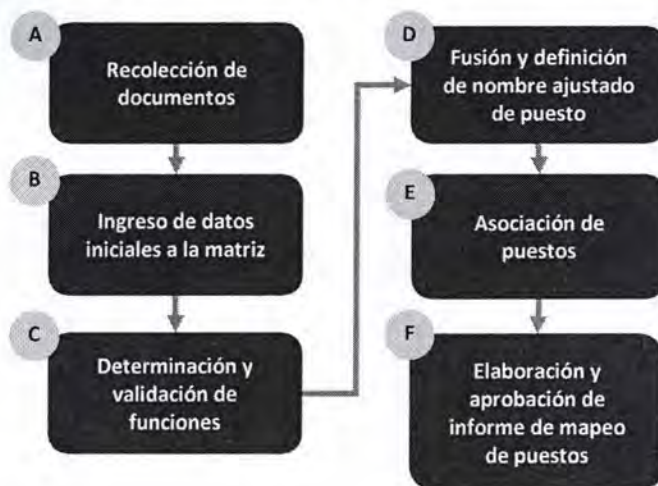 A
Recolección de
documentos
B
Ingreso de datos
iniciales a la matriz
C
Determinación y
validación de
funciones
D
Fusión y definición
de nombre ajustado
de puesto
E
Asociación de
puestos
F
Elaboración y
aprobación de
informe de mapeo
de puestos